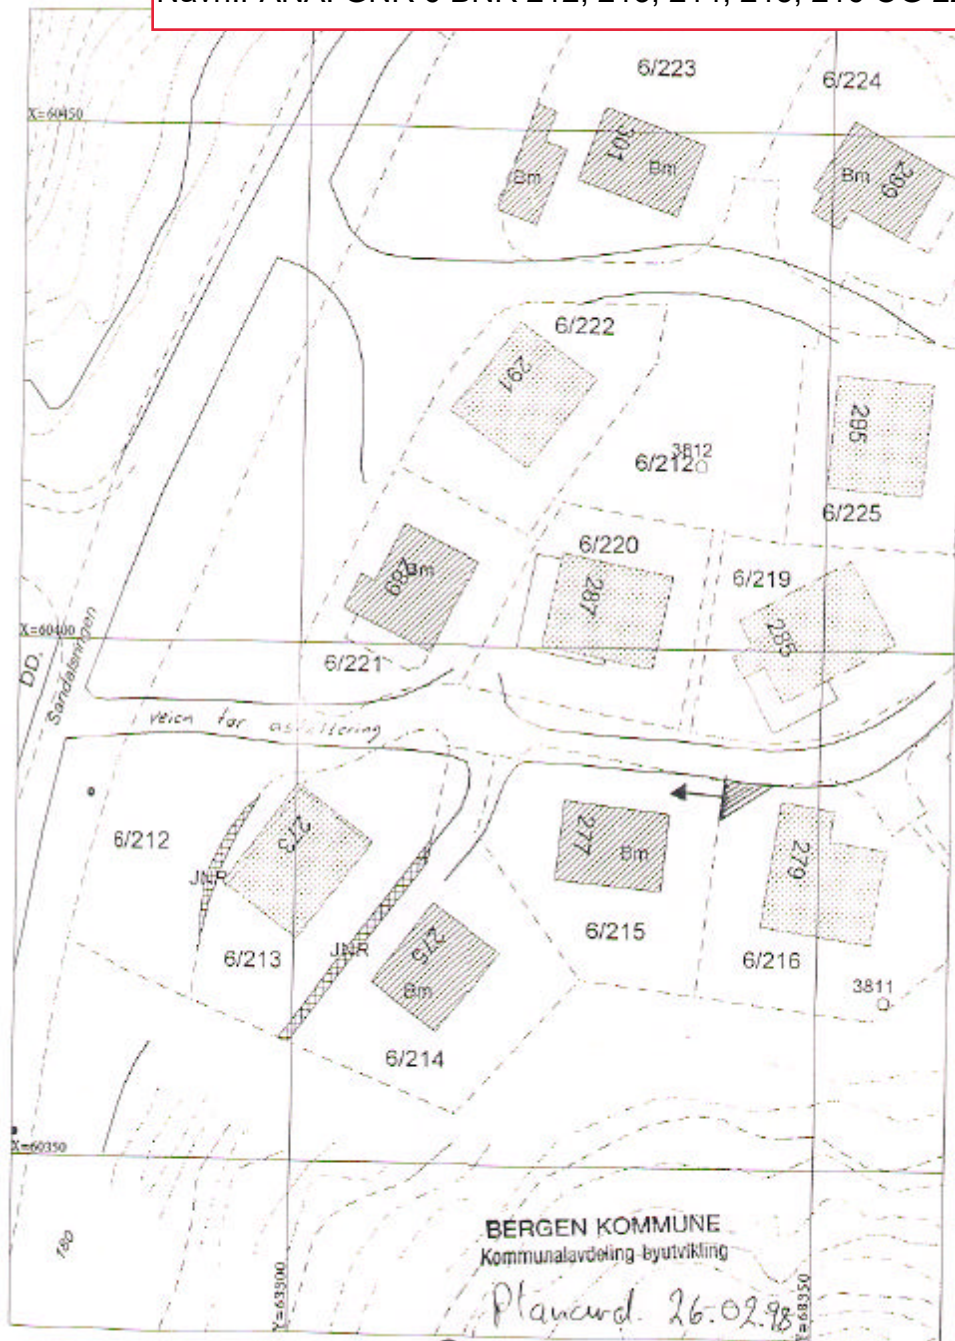 6/223
6/224
X=60450
301
Bm
Bm
Bm
299
6/222
291
3812
6/212
295
6/225
6/220
6/219
289
Bm
287
285
X=60400
6/221
DD.
Sandalsringen
veien før asfaltering
6/212
273
277
Bm
279
JNR
6/215
275
JNR
6/213
6/216
3811
Bm
6/214
X=60350
BERGEN KOMMUNE
Kommunalavdeling byutvikling
180
Planavd. 26.02.98